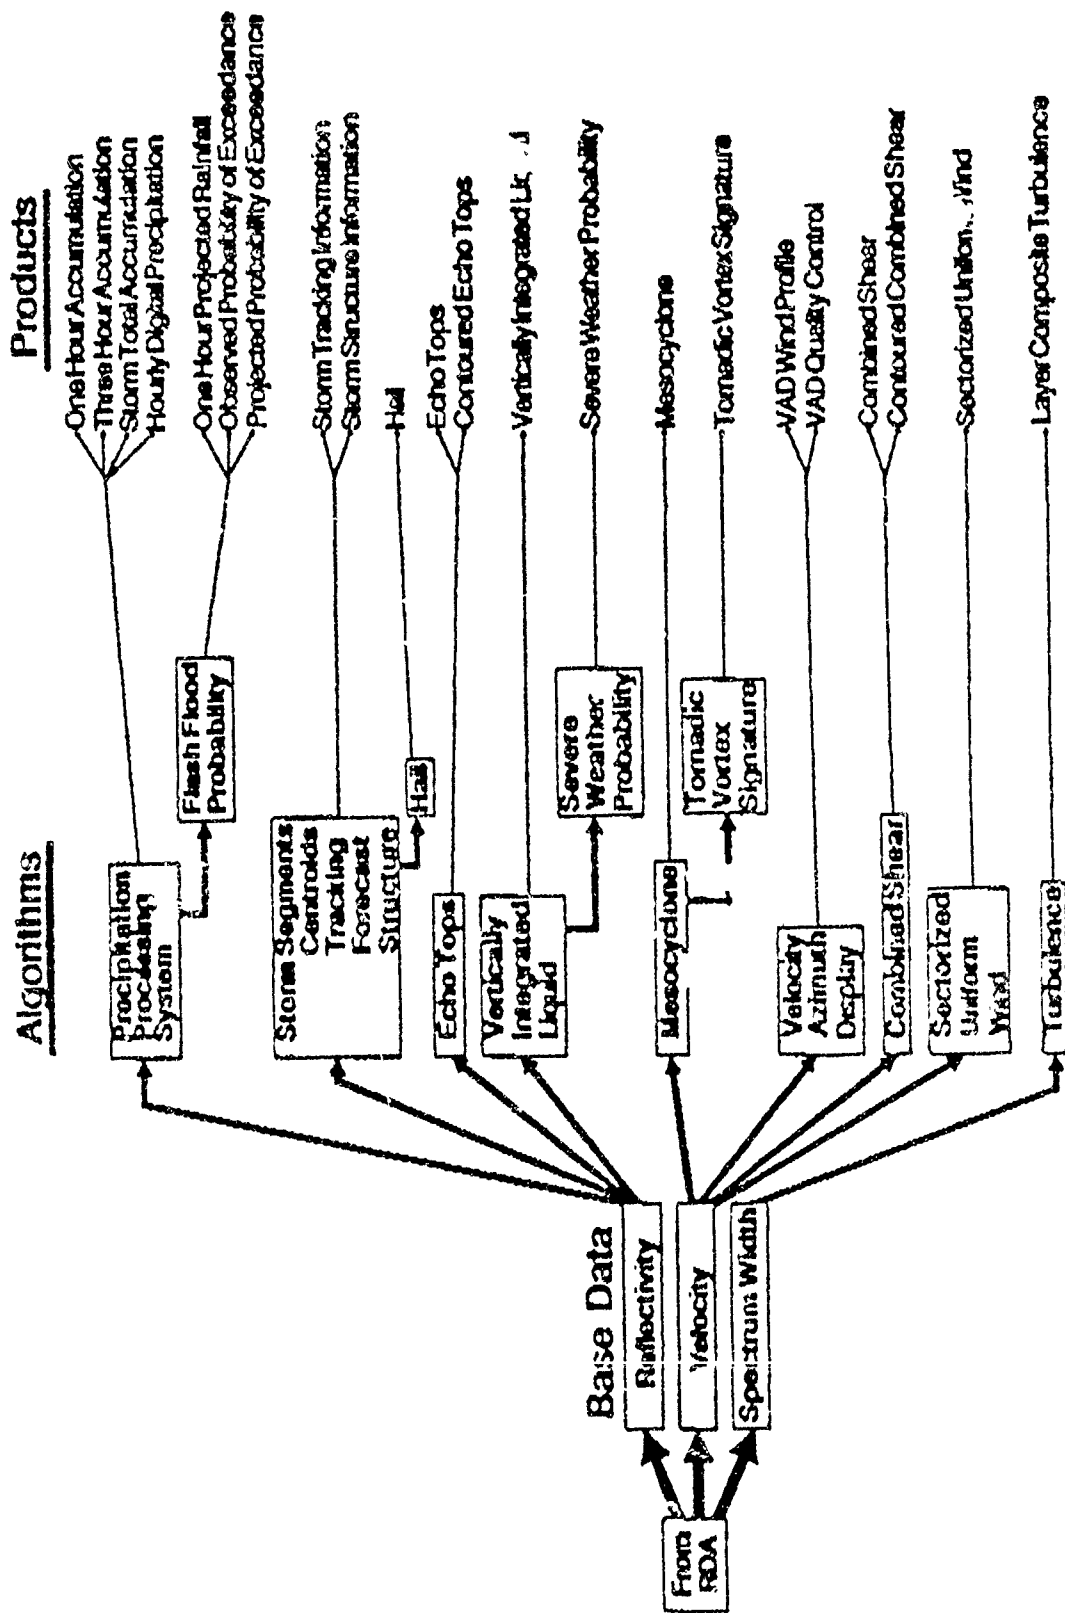 Products
Algorithms
Base Data
From
RDA
Reflectivity
Velocity
Spectrum Width
Precipitation
Processing
System
Flash Flood
Probability
Storm Segments
Centroids
Tracking
Forecast
Structure
Hail
Echo Tops
Vertically
Integrated
Liquid
Severe
Weather
Probability
Mesocyclone
Tornadic
Vortex
Signature
Velocity
Azimuth
Display
Combined Shear
Sectorized
Uniform
Wind
Turbulence
One Hour Accumulation
Three Hour Accumulation
Storm Total Accumulation
Hourly Digital Precipitation
One Hour Projected Rainfall
Observed Probability of Exceedance
Projected Probability of Exceedance
Storm Tracking Information
Storm Structure Information
Hail
Echo Tops
Contoured Echo Tops
Vertically Integrated
Severe Weather Probability
Mesocyclone
Tornadic Vortex Signature
VAD Wind Profile
VAD Quality Control
Combined Shear
Contoured Combined Shear
Sectorized Wind
Layer Composite Turbulence